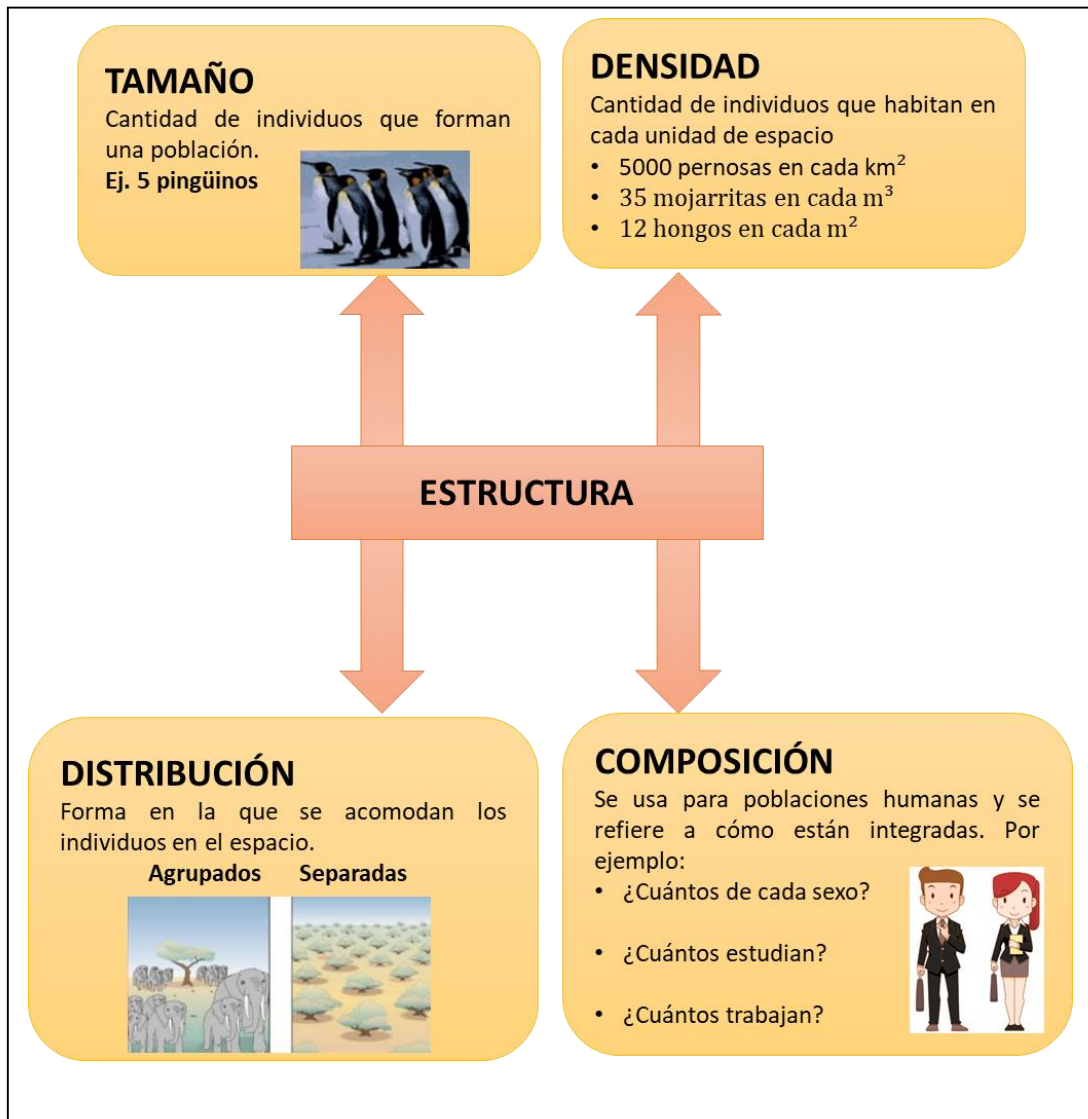 TAMAÑO
Cantidad de individuos que forman
una población.
Ej. 5 pingüinos
DENSIDAD
Cantidad de individuos que habitan en
cada unidad de espacio
• 5000 pernosas en cada km²
• 35 mojarritas en cada m³
• 12 hongos en cada m²
ESTRUCTURA
DISTRIBUCIÓN
Forma en la que se acomodan los
individuos en el espacio.
Agrupados Separadas
COMPOSICIÓN
Se usa para poblaciones humanas y se
refiere a cómo están integradas. Por
ejemplo:
• ¿Cuántos de cada sexo?
• ¿Cuántos estudian?
• ¿Cuántos trabajan?